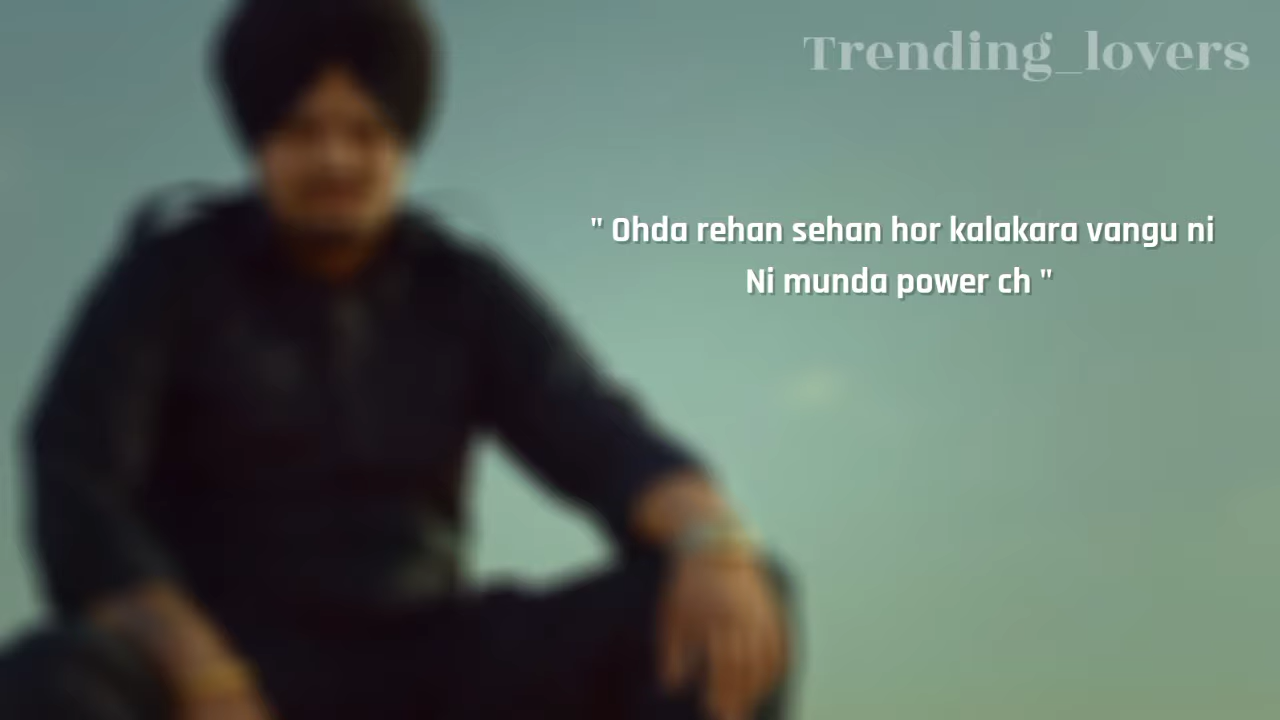 Trending_lovers
" Ohda rehan sehan hor kalakara vangu ni
Ni munda power ch "